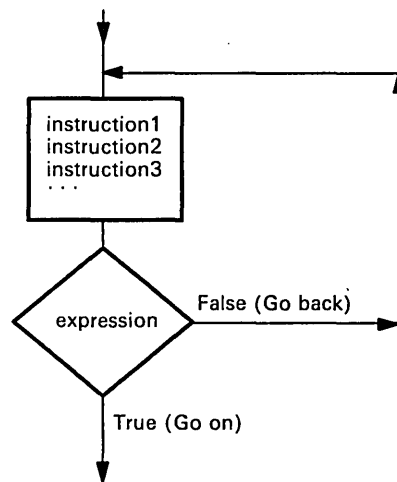 instruction1
instruction2
instruction3
. . .
expression
False (Go back)
True (Go on)